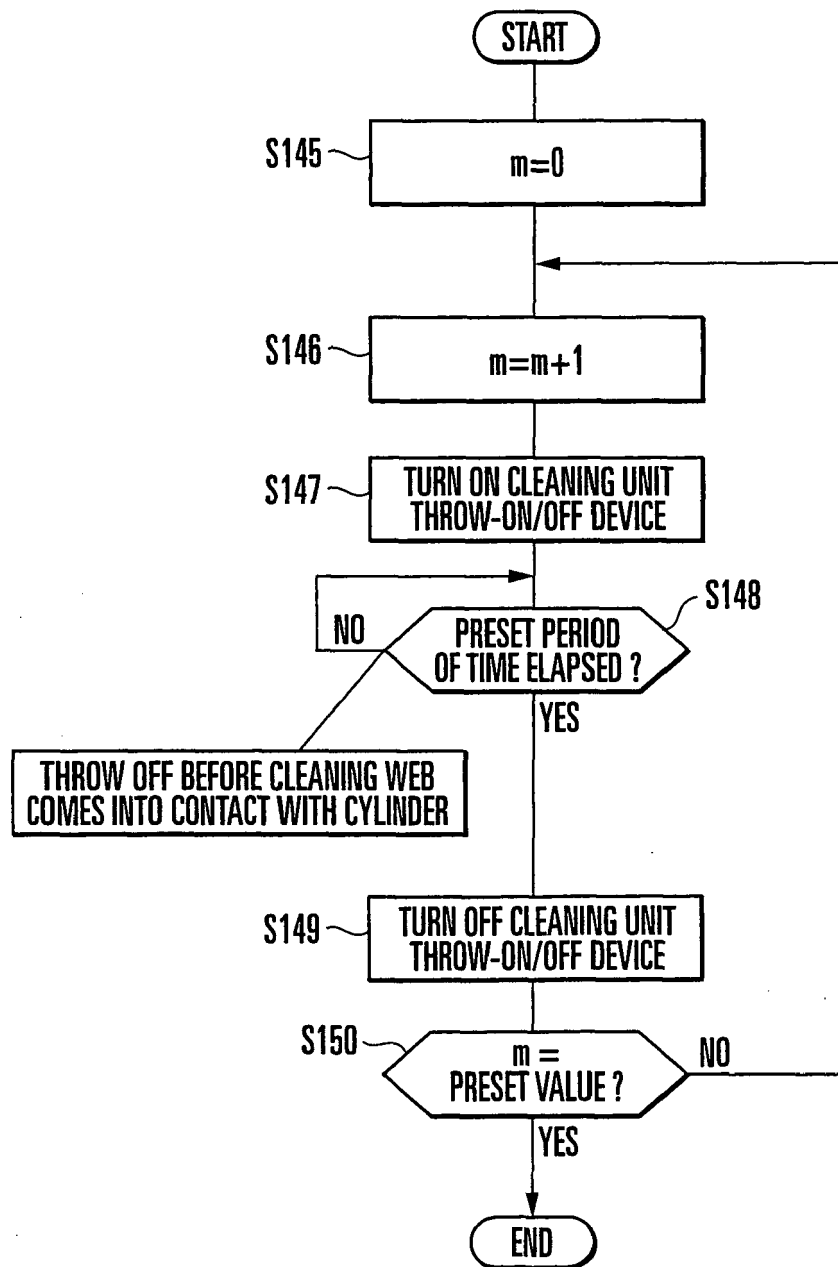 START
S145
m=0
S146
m=m+1
S147
TURN ON CLEANING UNIT
THROW-ON/OFF DEVICE
S148
NO
PRESET PERIOD
OF TIME ELAPSED ?
YES
THROW OFF BEFORE CLEANING WEB
COMES INTO CONTACT WITH CYLINDER
S149
TURN OFF CLEANING UNIT
THROW-ON/OFF DEVICE
S150
m =
PRESET VALUE ?
NO
YES
END